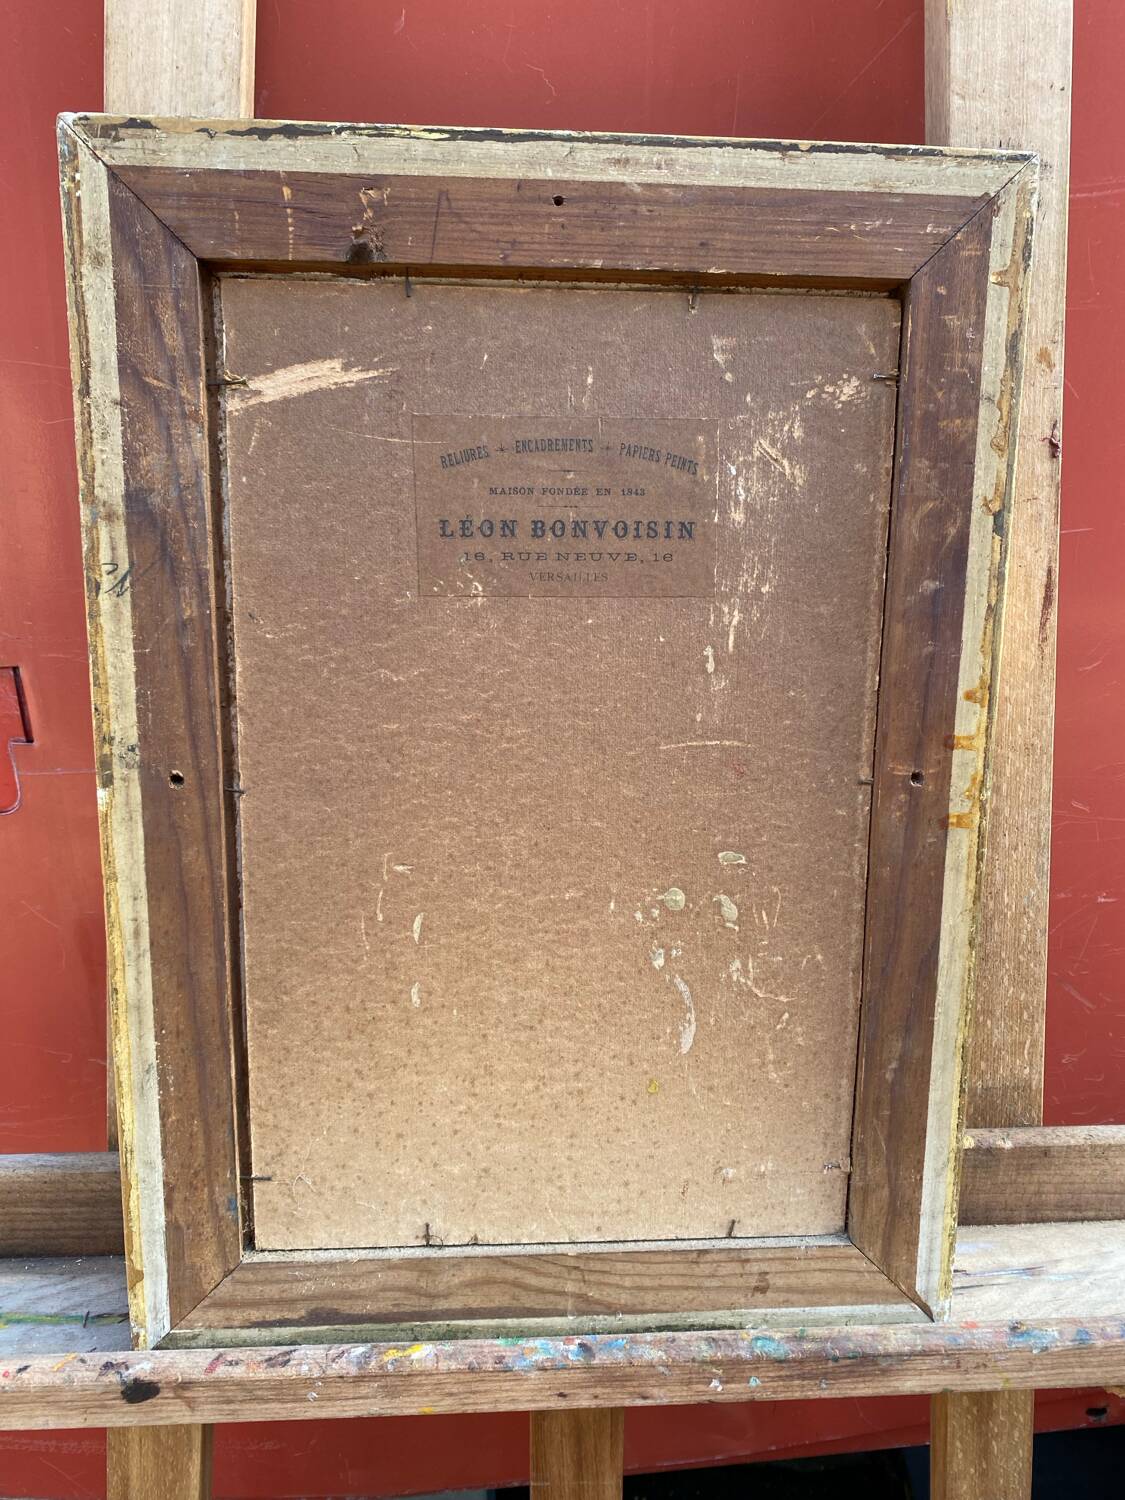 RELIURES ✶ ENCADREMENTS ✶ PAPIERS PEINTS
MAISON FONDÉE EN 1843
LÉON BONVOISIN
16, RUE NEUVE, 16
VERSAILLES